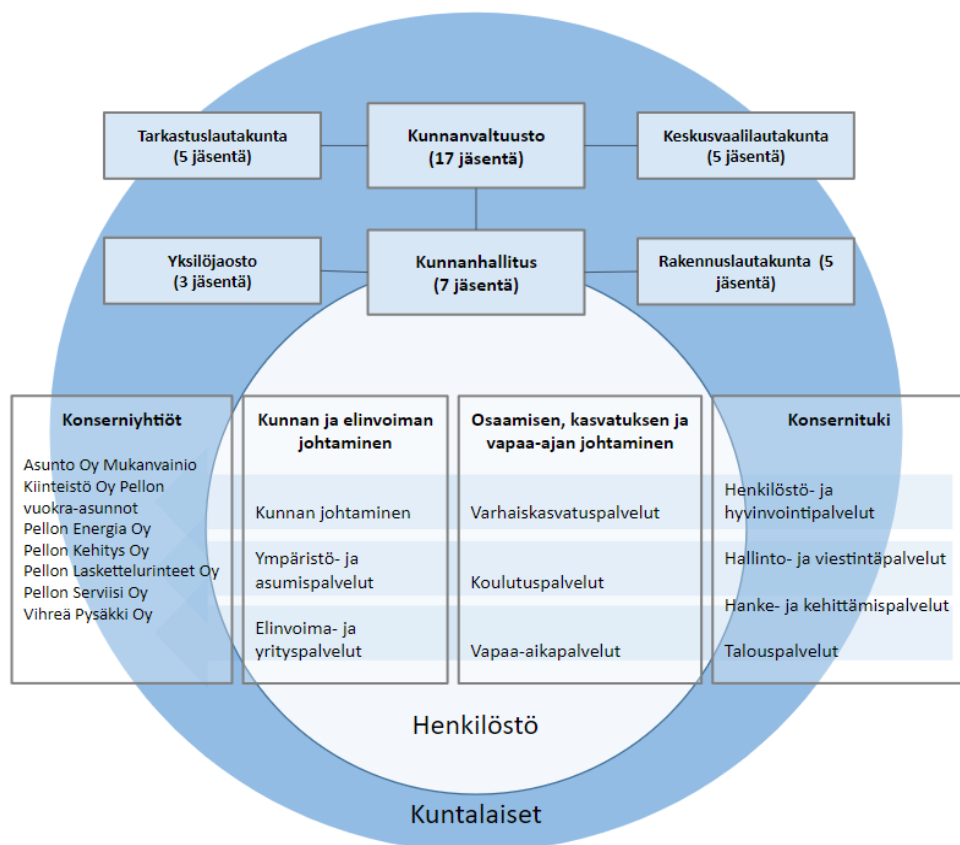 Tarkastuslautakunta
(5 jäsentä)
Kunnanvaltuusto
(17 jäsentä)
Keskusvaalilautakunta
(5 jäsentä)
Yksilöjaosto
(3 jäsentä)
Kunnanhallitus
(7 jäsentä)
Rakennuslautakunta (5
jäsentä)
Konserniyhtiöt
Asunto Oy Mukanvainio
Kiinteistö Oy Pellon
vuokra-asunnot
Pellon Energia Oy
Pellon Kehitys Oy
Pellon Laskettelurinteet Oy
Pellon Serviisi Oy
Vihreä Pysäkki Oy
Kunnan ja elinvoiman
johtaminen
Kunnan johtaminen
Ympäristö- ja
asumispalvelut
Elinvoima- ja
yrityspalvelut
Osaamisen, kasvatuksen ja
vapaa-ajan johtaminen
Varhaiskasvatuspalvelut
Koulutuspalvelut
Vapaa-aikapalvelut
Konsernituki
Henkilöstö- ja
hyvinvointipalvelut
Hallinto- ja viestintäpalvelut
Hanke- ja kehittämispalvelut
Talouspalvelut
Henkilöstö
Kuntalaiset